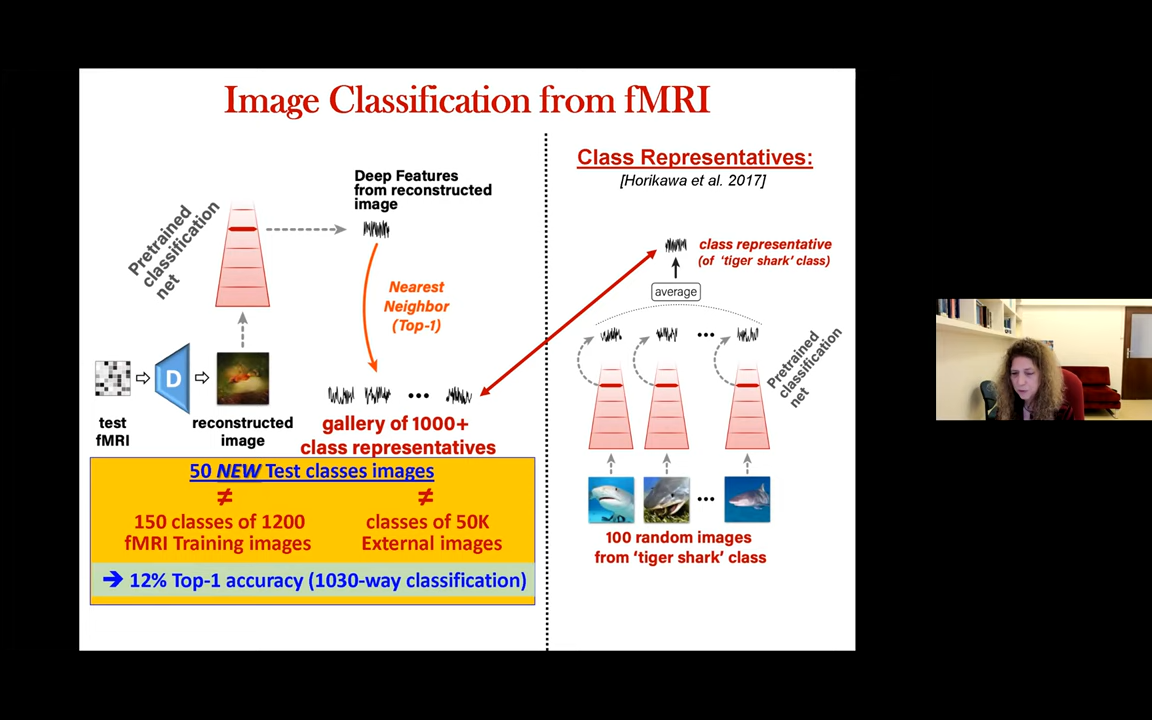 Image Classification from fMRI
Deep Features
from reconstructed
image
Pretrained
classification
net
Nearest
Neighbor
(Top-1)
D
test
fMRI
reconstructed
image
gallery of 1000+
class representatives
50 NEW Test classes images
≠
≠
150 classes of 1200
fMRI Training images
classes of 50K
External images
➔ 12% Top-1 accuracy (1030-way classification)
Class Representatives:
[Horikawa et al. 2017]
class representative
(of 'tiger shark' class)
average
Pretrained
classification
net
100 random images
from 'tiger shark' class